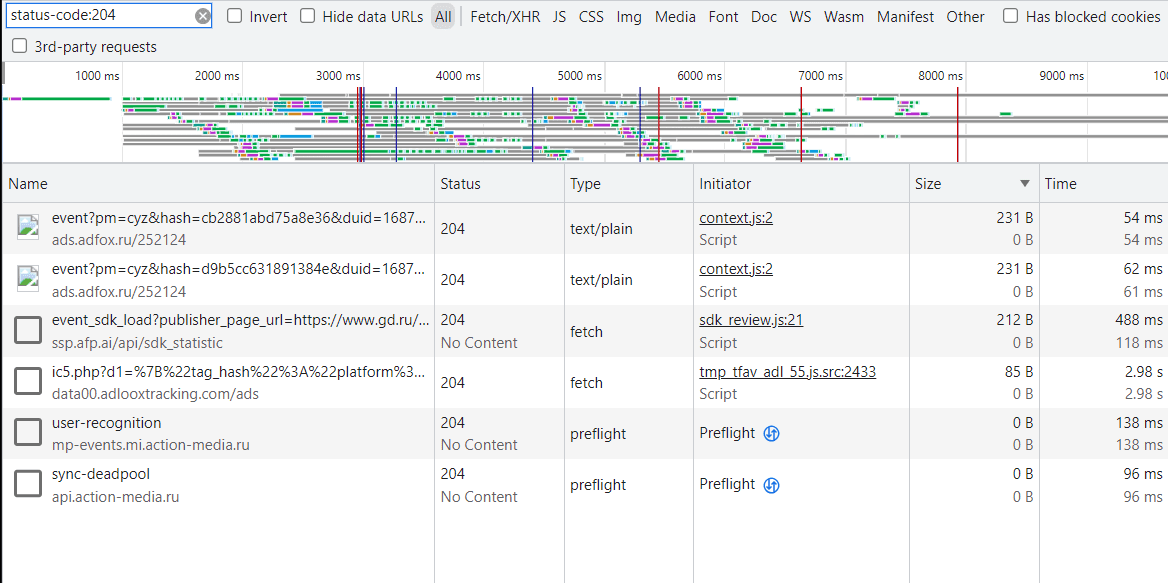 status-code:204 Invert Hide data URLs All Fetch/XHR JS CSS Img Media Font Doc WS Wasm Manifest Other Has blocked cookies
3rd-party requests
1000 ms 2000 ms 3000 ms 4000 ms 5000 ms 6000 ms 7000 ms 8000 ms 9000 ms 100
Name Status Type Initiator Size Time
event?pm=cyz&hash=cb2881abd75a8e36&duid=1687... 204 text/plain context.js:2 231 B 54 ms
ads.adfox.ru/252124 Script 0 B 54 ms
event?pm=cyz&hash=d9b5cc631891384e&duid=1687... 204 text/plain context.js:2 231 B 62 ms
ads.adfox.ru/252124 Script 0 B 61 ms
event_sdk_load?publisher_page_url=https://www.gd.ru/... 204 fetch sdk_review.js:21 212 B 488 ms
ssp.afp.ai/api/sdk_statistic No Content Script 0 B 118 ms
ic5.php?d1=%7B%22tag_hash%22%3A%22platform%3... 204 fetch tmp_tfav_adl_55.js.src:2433 85 B 2.98 s
data00.adlooxtracking.com/ads Script 0 B 2.98 s
user-recognition 204 preflight Preflight 0 B 138 ms
mp-events.mi.action-media.ru No Content 0 B 138 ms
sync-deadpool 204 preflight Preflight 0 B 96 ms
api.action-media.ru No Content 0 B 96 ms